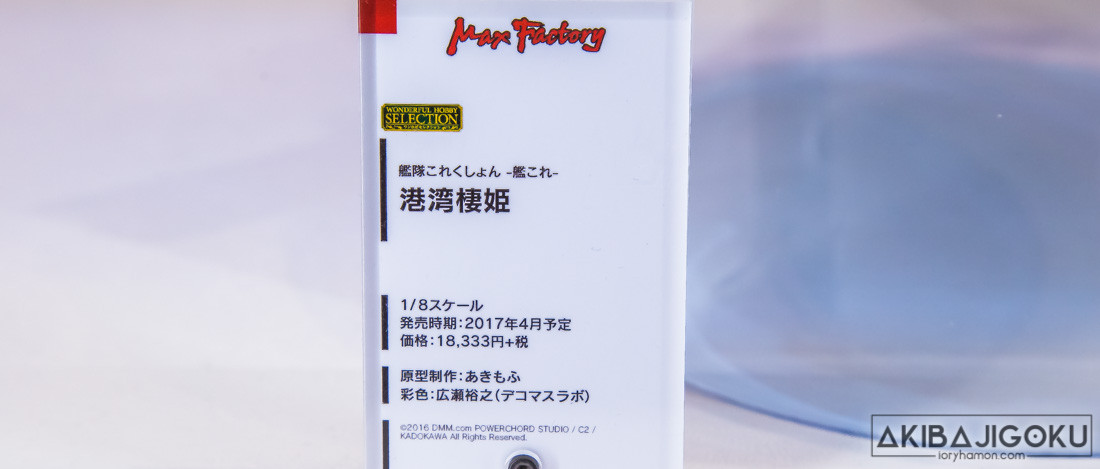 Max Factory
WONDERFUL HOBBY
SELECTION
艦隊これくしょん -艦これ-
港湾棲姫
1/8スケール
発売時期：2017年4月予定
価格：18,333円+税
原型制作：あきもふ
彩色：広瀬裕之（デコマスラボ）
©2016 DMM.com POWERCHORD STUDIO / C2 /
KADOKAWA All Rights Reserved.
AKIBAJIGOKU
ioryhamon.com